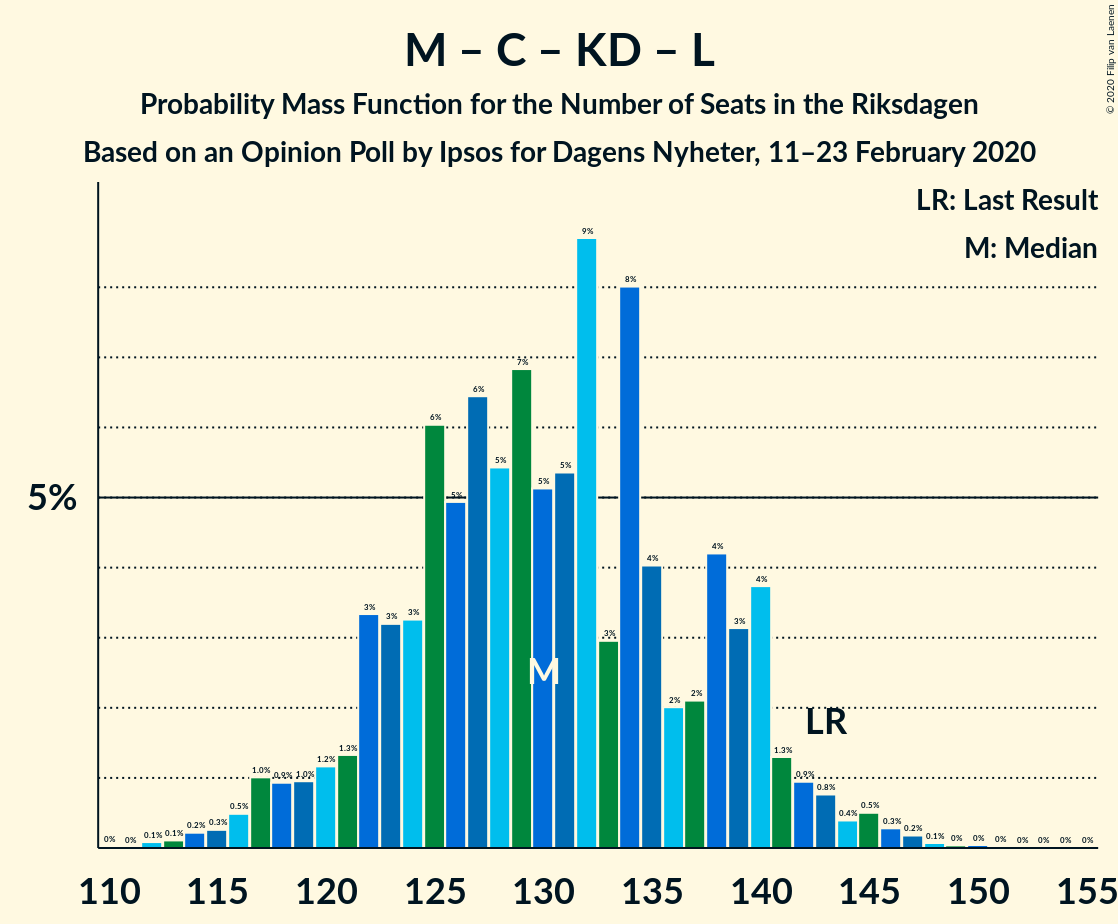 M – C – KD – L
Probability Mass Function for the Number of Seats in the Riksdagen
Based on an Opinion Poll by Ipsos for Dagens Nyheter, 11–23 February 2020
© 2020 Filip van Laenen
LR: Last Result
M: Median
5%
0% 0% 0.1% 0.1% 0.2% 0.3% 0.5% 1.0% 0.9% 1.0% 1.2% 1.3% 3% 3% 3% 6% 5% 6% 5% 7% 5% 5% 9% 3% 8% 4% 2% 2% 4% 3% 4% 1.3% 0.9% 0.8% 0.4% 0.5% 0.3% 0.2% 0.1% 0% 0% 0% 0% 0% 0% 0%
M
LR
110 115 120 125 130 135 140 145 150 155